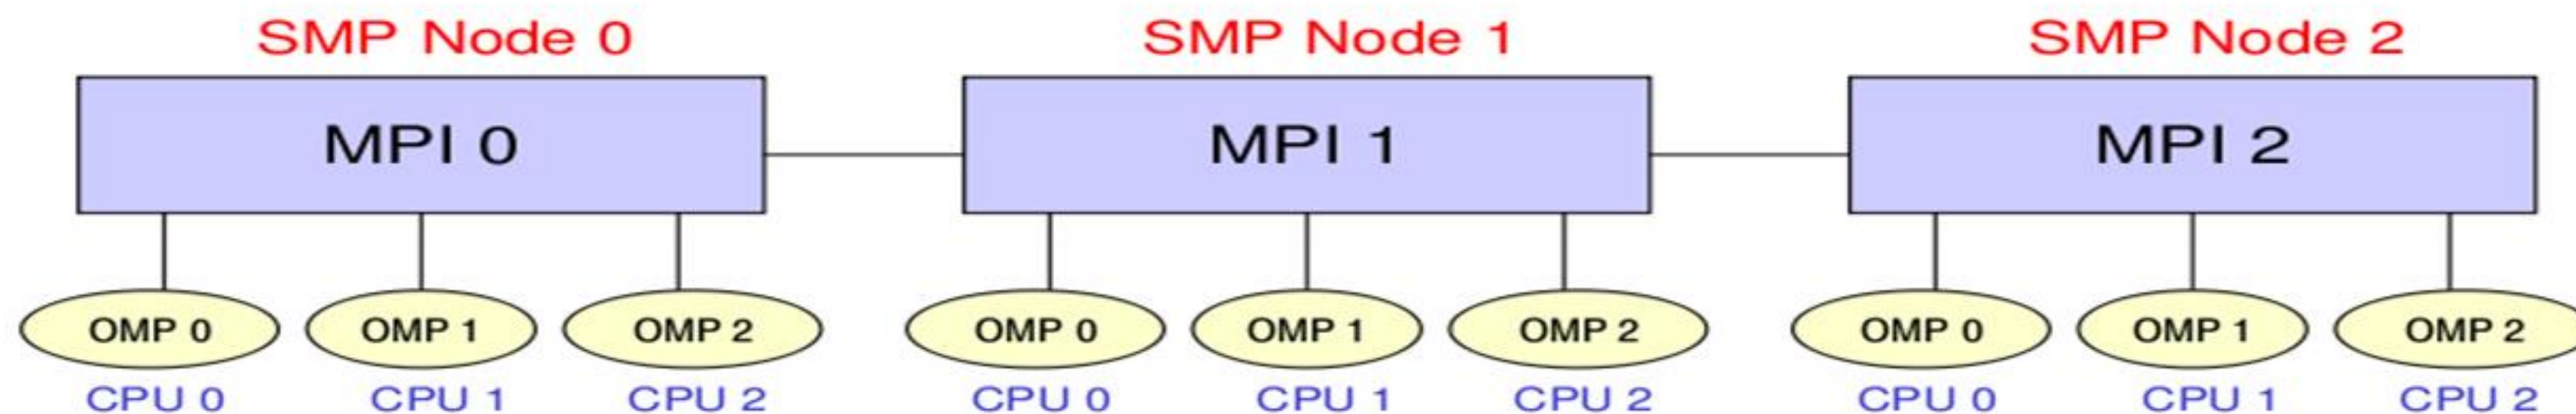 SMP Node 0 SMP Node 1 SMP Node 2
MPI 0 MPI 1 MPI 2
OMP 0 OMP 1 OMP 2 OMP 0 OMP 1 OMP 2 OMP 0 OMP 1 OMP 2
CPU 0 CPU 1 CPU 2 CPU 0 CPU 1 CPU 2 CPU 0 CPU 1 CPU 2